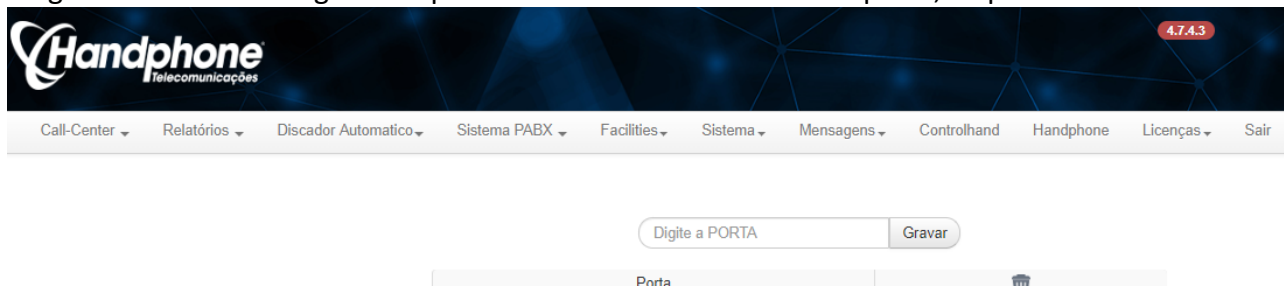 4.7.4.3
Handphone
Telecomunicações
Call-Center Relatórios Discador Automatico Sistema PABX Facilities Sistema Mensagens Controlhand Handphone Licenças Sair
Digite a PORTA Gravar
Porta